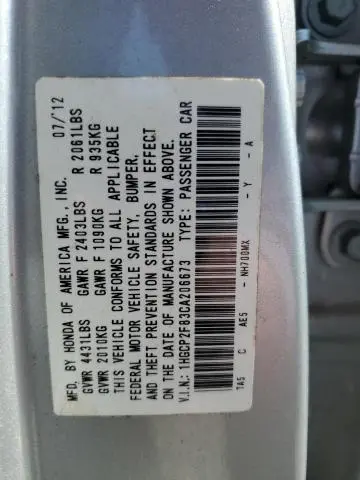 MFD. BY HONDA OF AMERICA MFG., INC. 07/'12
GVWR 4431LBS GAWR F 2403LBS R 2061LBS
GVWR 2010KG GAWR F 1090KG R 935KG
THIS VEHICLE CONFORMS TO ALL APPLICABLE
FEDERAL MOTOR VEHICLE SAFETY, BUMPER,
AND THEFT PREVENTION STANDARDS IN EFFECT
ON THE DATE OF MANUFACTURE SHOWN ABOVE.
V.I.N.: 1HGCP2F83CA206673 TYPE: PASSENGER CAR
TA5 C AE5 - NH700MX - Y - A